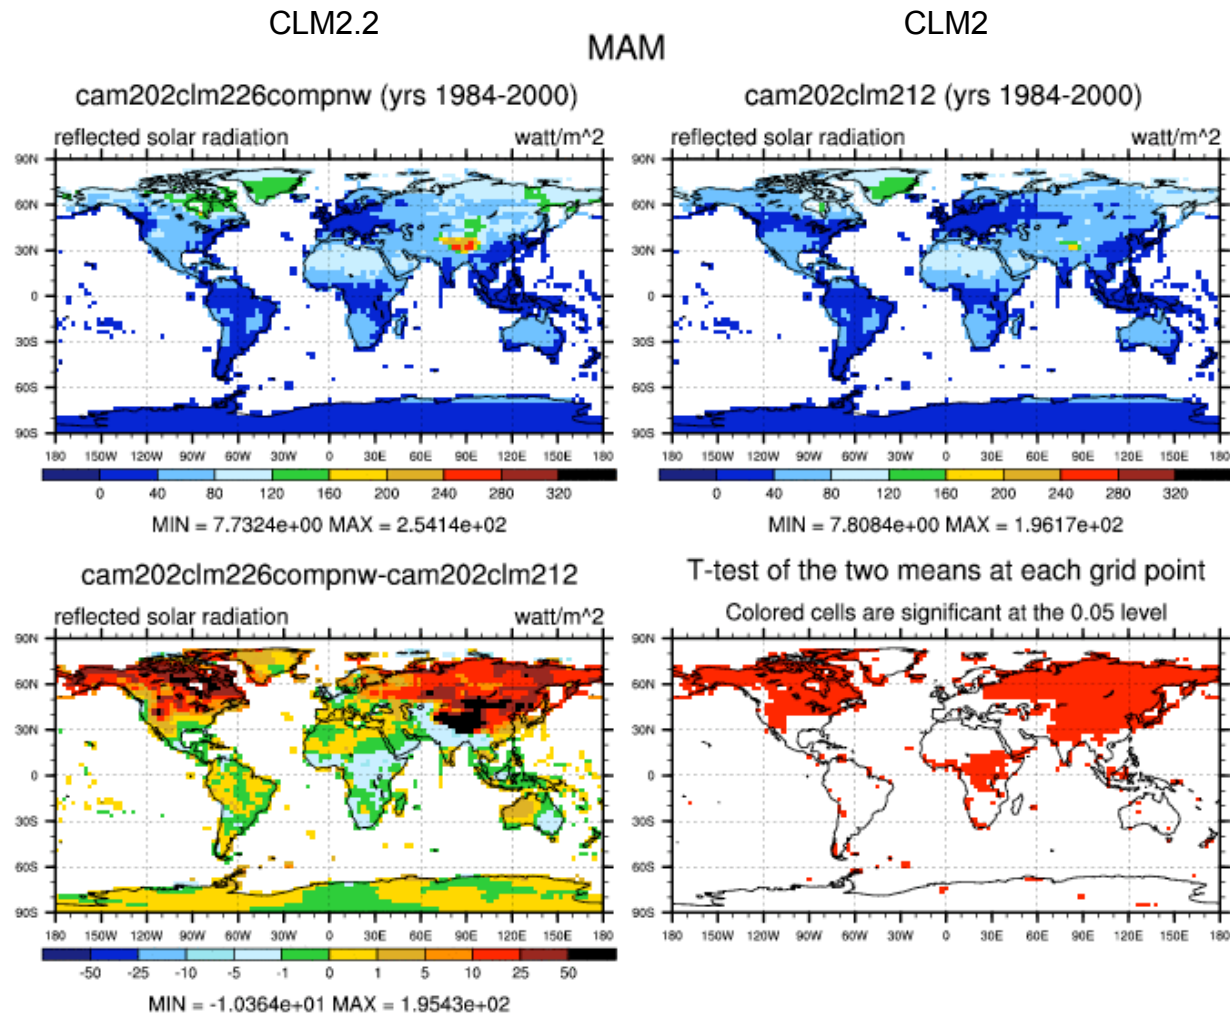 CLM2.2 CLM2
MAM
cam202clm226compnw (yrs 1984-2000) cam202clm212 (yrs 1984-2000)
reflected solar radiation watt/m^2 reflected solar radiation watt/m^2
90N 90N
60N 60N
30N 30N
0 0
30S 30S
60S 60S
90S 90S
180 150W 120W 90W 60W 30W 0 30E 60E 90E 120E 150E 180 180 150W 120W 90W 60W 30W 0 30E 60E 90E 120E 150E 180
0 40 80 120 160 200 240 280 320 0 40 80 120 160 200 240 280 320
MIN = 7.7324e+00 MAX = 2.5414e+02 MIN = 7.8084e+00 MAX = 1.9617e+02
cam202clm226compnw-cam202clm212 T-test of the two means at each grid point
reflected solar radiation watt/m^2 Colored cells are significant at the 0.05 level
90N 90N
60N 60N
30N 30N
0 0
30S 30S
60S 60S
90S 90S
180 150W 120W 90W 60W 30W 0 30E 60E 90E 120E 150E 180 180 150W 120W 90W 60W 30W 0 30E 60E 90E 120E 150E 180
-50 -25 -10 -5 -1 0 1 5 10 25 50
MIN = -1.0364e+01 MAX = 1.9543e+02